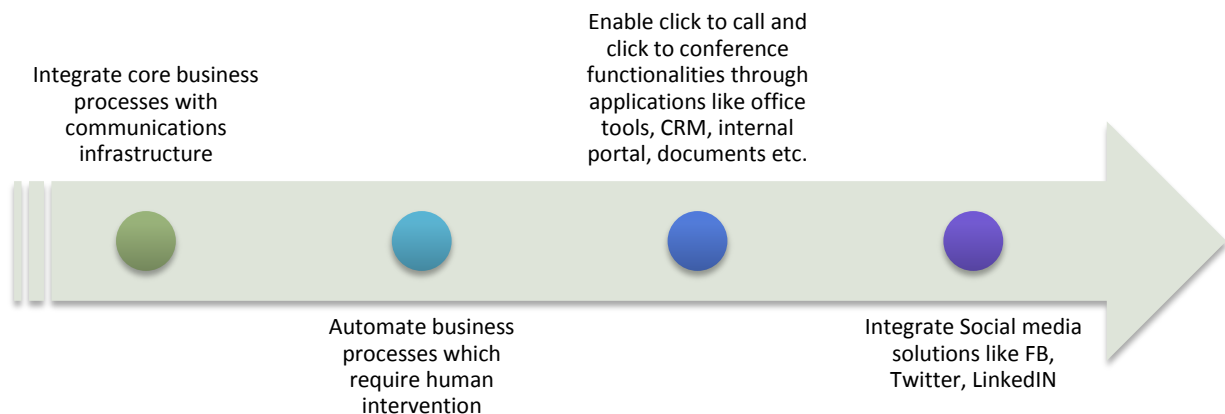 Integrate core business
processes with
communications
infrastructure
Automate business
processes which
require human
intervention
Enable click to call and
click to conference
functionalities through
applications like office
tools, CRM, internal
portal, documents etc.
Integrate Social media
solutions like FB,
Twitter, LinkedIN